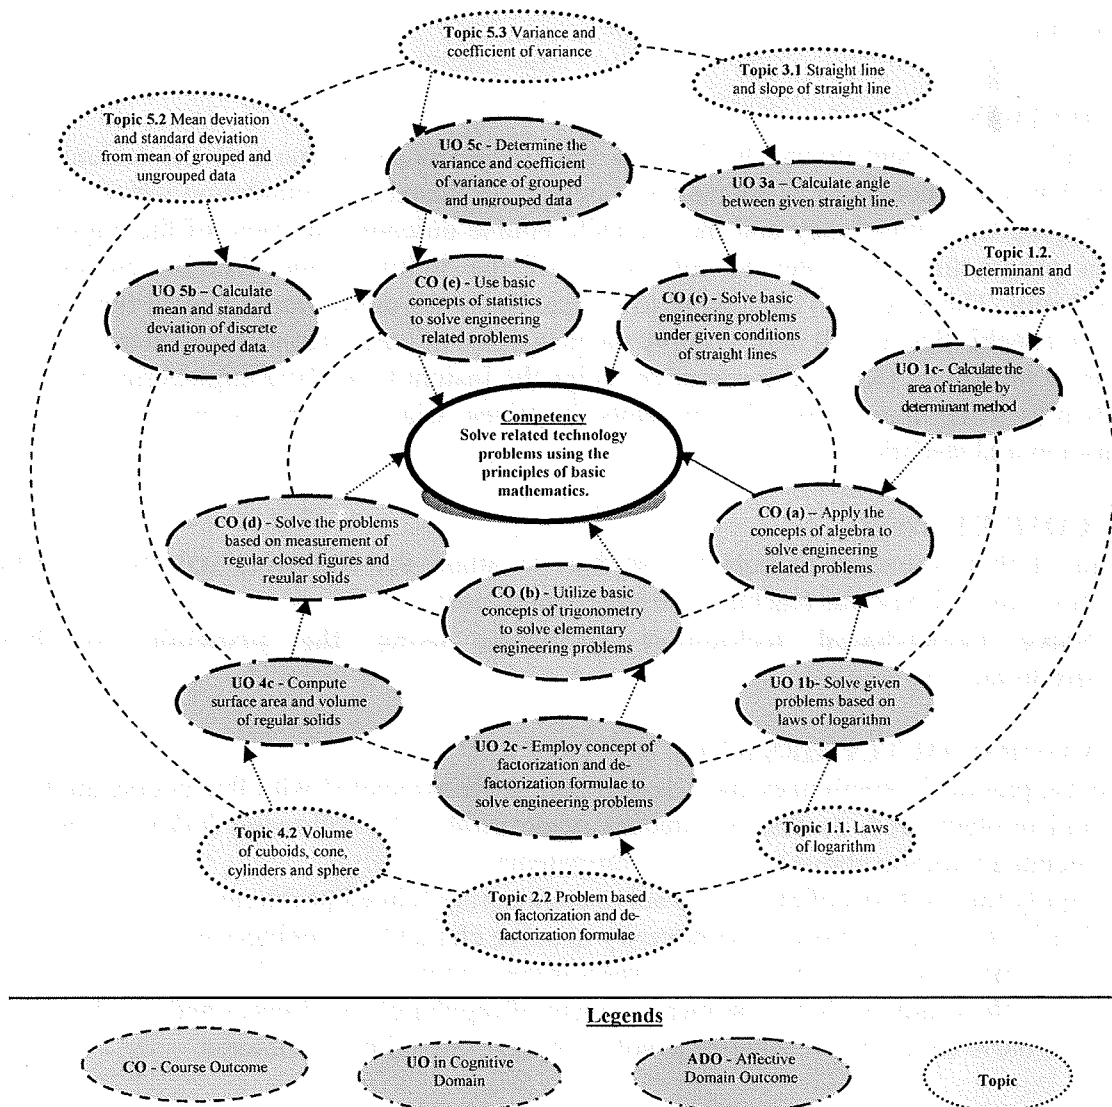 Topic 5.3 Variance and
coefficient of variance
Topic 3.1 Straight line
and slope of straight line
Topic 5.2 Mean deviation
and standard deviation
from mean of grouped and
ungrouped data
UO 5c - Determine the
variance and coefficient
of variance of grouped
and ungrouped data
UO 3a – Calculate angle
between given straight line.
Topic 1.2.
Determinant and
matrices
UO 5b – Calculate
mean and standard
deviation of discrete
and grouped data.
CO (e) - Use basic
concepts of statistics
to solve engineering
related problems
CO (c) - Solve basic
engineering problems
under given conditions
of straight lines
UO 1c- Calculate the
area of triangle by
determinant method
Competency
Solve related technology
problems using the
principles of basic
mathematics.
CO (d) - Solve the problems
based on measurement of
regular closed figures and
regular solids
CO (a) – Apply the
concepts of algebra to
solve engineering
related problems.
CO (b) - Utilize basic
concepts of trigonometry
to solve elementary
engineering problems
UO 4c - Compute
surface area and volume
of regular solids
UO 1b- Solve given
problems based on
laws of logarithm
UO 2c - Employ concept of
factorization and de-
factorization formulae to
solve engineering problems
Topic 4.2 Volume
of cuboids, cone,
cylinders and sphere
Topic 1.1. Laws
of logarithm
Topic 2.2 Problem based
on factorization and de-
factorization formulae
Legends
CO - Course Outcome
UO in Cognitive
Domain
ADO - Affective
Domain Outcome
Topic